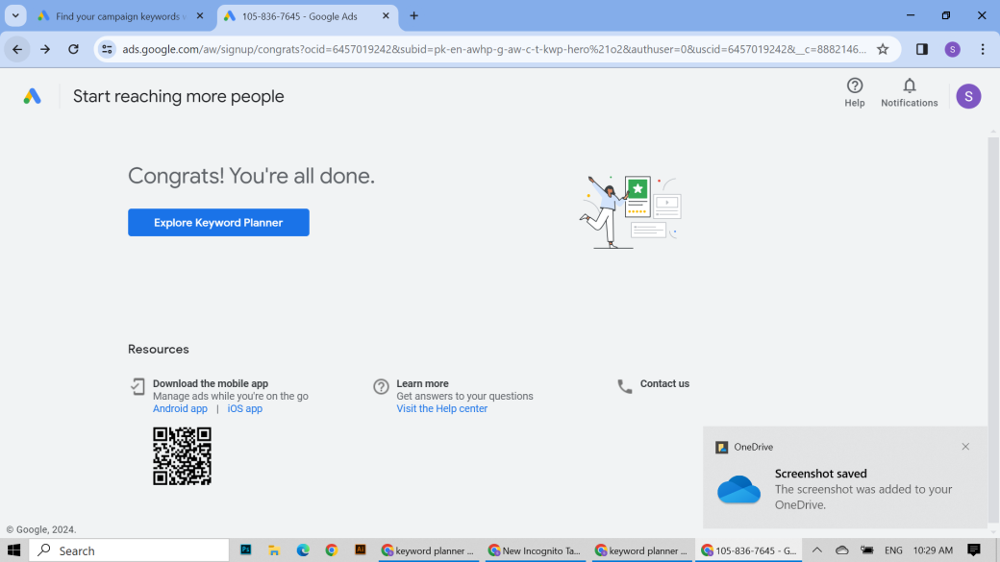 Find your campaign keywords
105-836-7645 - Google Ads
ads.google.com/aw/signup/congrats?ocid=6457019242&subid=pk-en-awhp-g-aw-c-t-kwp-hero%21o2&authuser=0&uscid=6457019242&__c=8882146...
S
Start reaching more people
Help
Notifications
S
Congrats! You're all done.
Explore Keyword Planner
Resources
Download the mobile app
Manage ads while you're on the go
Android app | iOS app
Learn more
Get answers to your questions
Visit the Help center
Contact us
OneDrive
Screenshot saved
The screenshot was added to your
OneDrive.
© Google, 2024.
Search
Ps
Ai
keyword planner ...
New Incognito Ta...
keyword planner ...
105-836-7645 - G...
ENG
10:29 AM